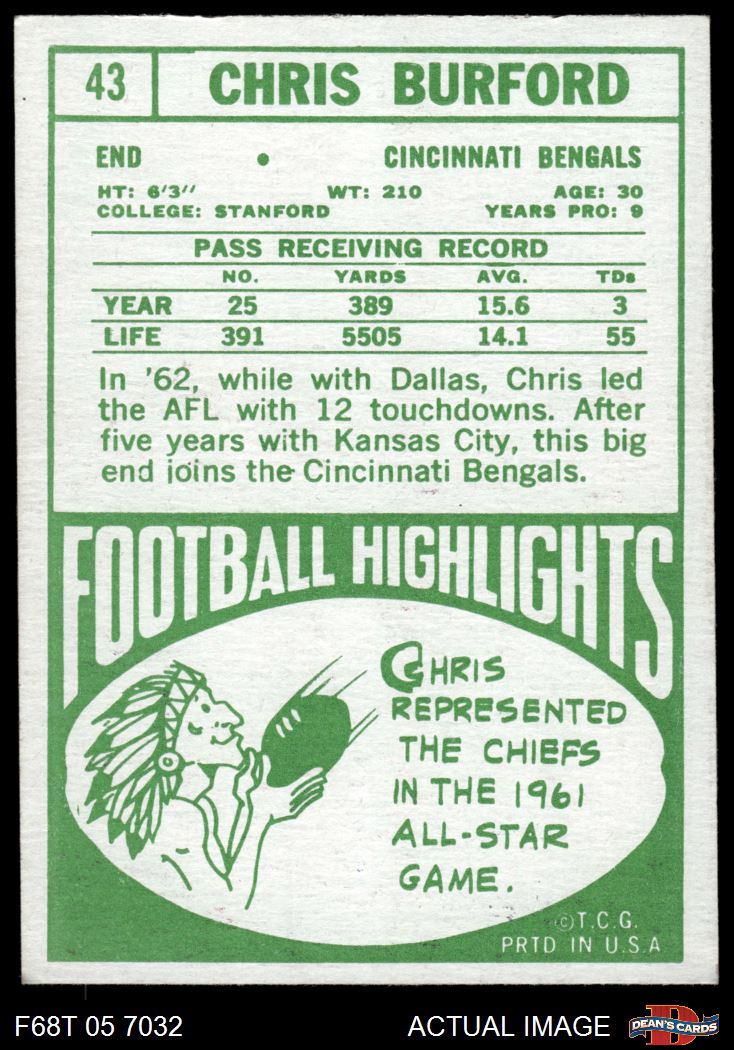 43 CHRIS BURFORD
END • CINCINNATI BENGALS
HT: 6'3" WT: 210 AGE: 30
COLLEGE: STANFORD YEARS PRO: 9
PASS RECEIVING RECORD
NO. YARDS AVG. TDs
YEAR 25 389 15.6 3
LIFE 391 5505 14.1 55
In '62, while with Dallas, Chris led
the AFL with 12 touchdowns. After
five years with Kansas City, this big
end joins the Cincinnati Bengals.
FOOTBALL HIGHLIGHTS
CHRIS
REPRESENTED
THE CHIEFS
IN THE 1961
ALL-STAR
GAME.
©T.C.G.
PRTD IN U.S.A
F68T 05 7032 ACTUAL IMAGE D DEAN'S CARDS